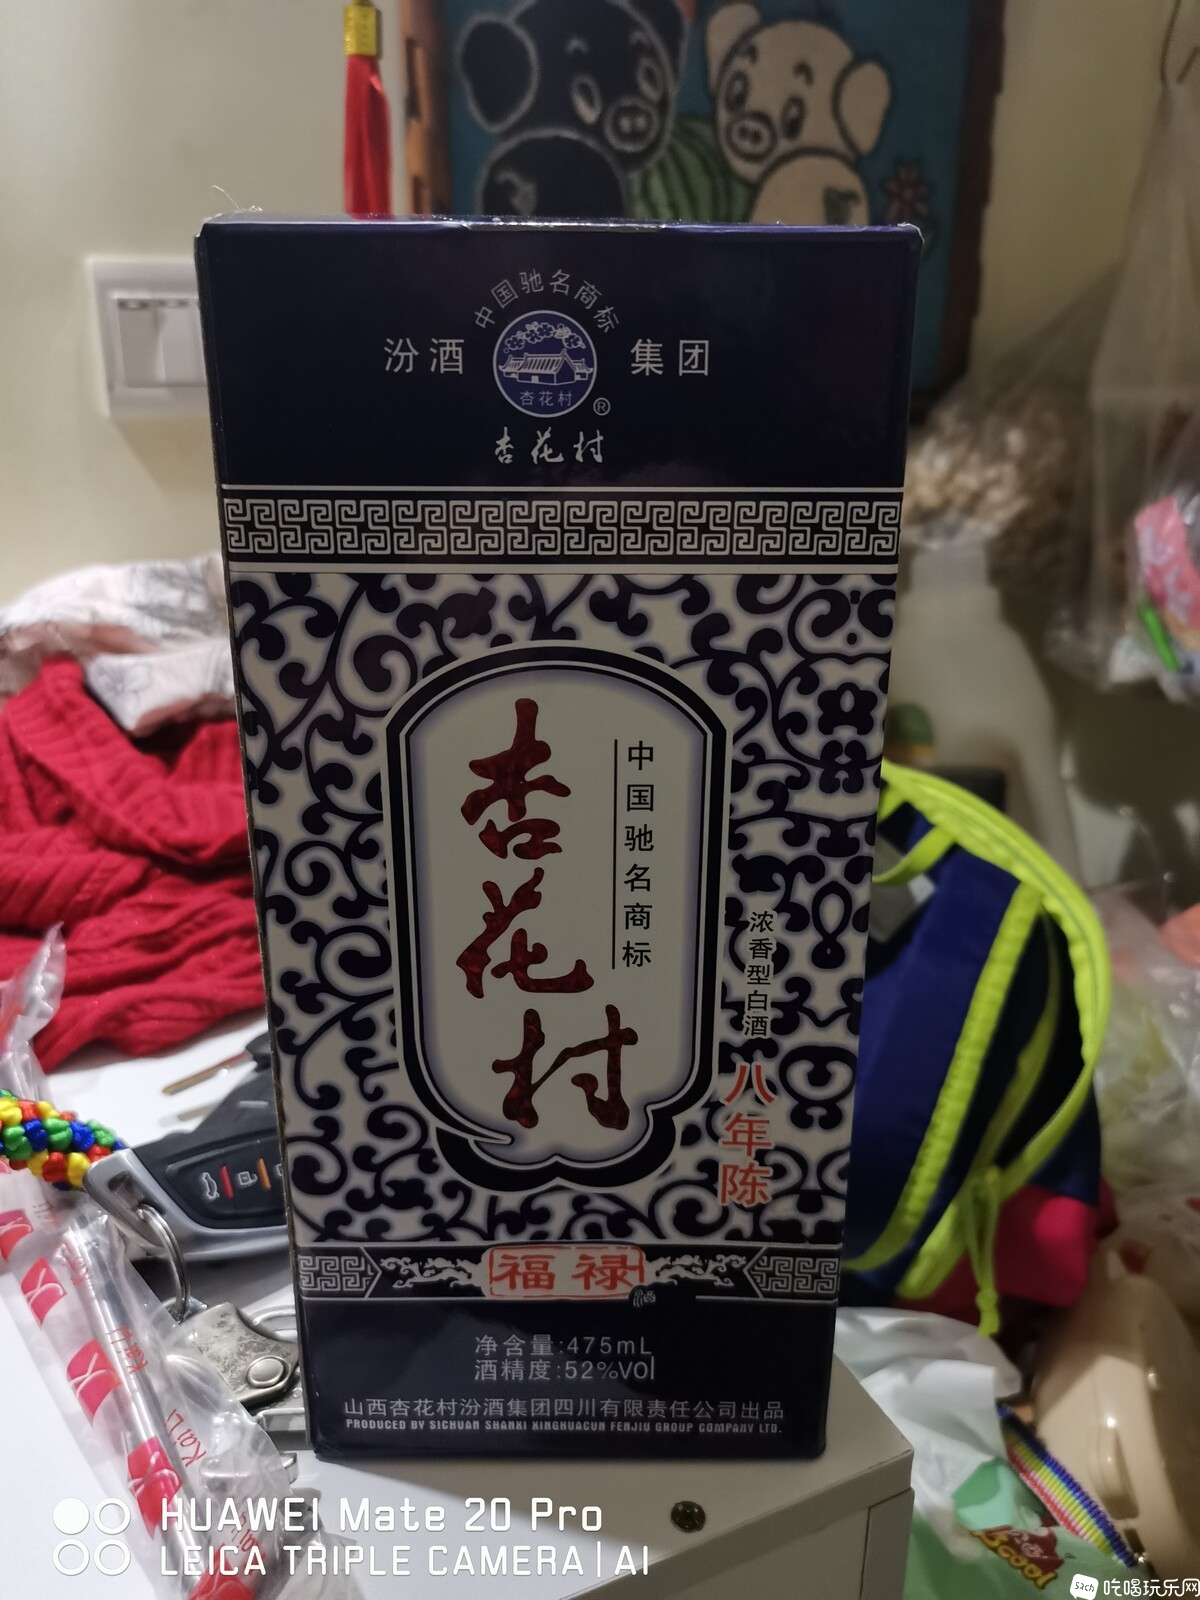 中国驰名商标
汾酒
集团
杏花村
®
杏花村
杏花村
中国驰名商标
浓香型白酒
八年陈
福禄
净含量:475mL
酒精度:52%Vol
山西杏花村汾酒集团四川有限责任公司出品
PRODUCED BY SICHUAN SHANXI XINGHUACUN FENJIU GROUP COMPANY LTD.
Kai Li
HUAWEI Mate 20 Pro
LEICA TRIPLE CAMERA | AI
5ach 吃喝玩乐网